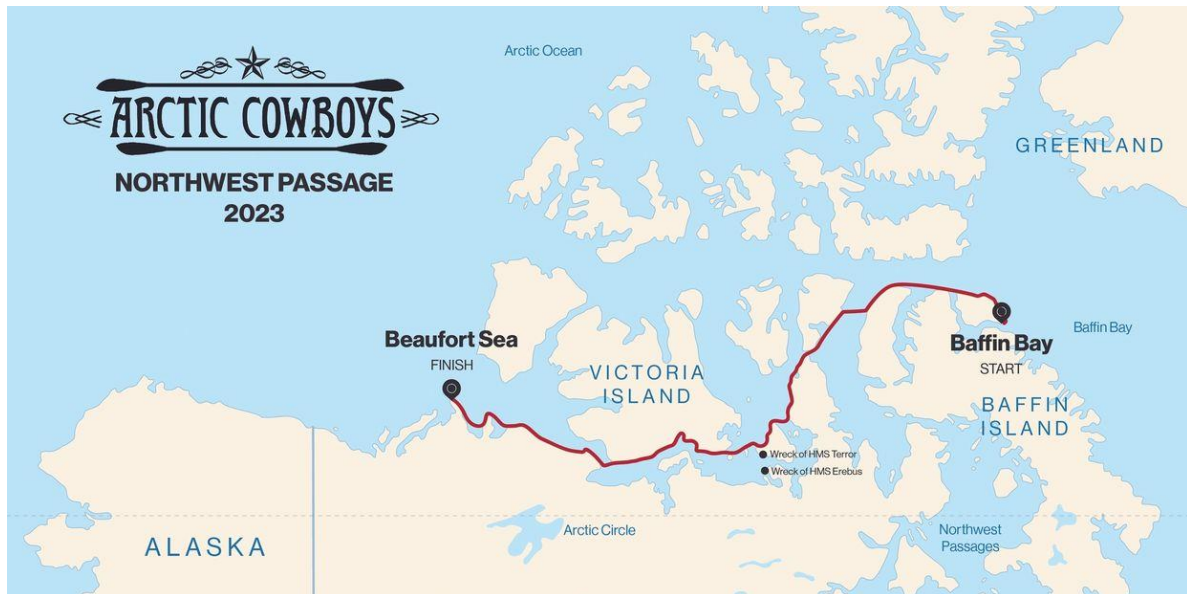 Arctic Ocean
ARCTIC COWBOYS
NORTHWEST PASSAGE
2023
GREENLAND
Beaufort Sea
FINISH
Baffin Bay
Baffin Bay
START
VICTORIA
ISLAND
BAFFIN
ISLAND
Wreck of HMS Terror
Wreck of HMS Erebus
Arctic Circle
Northwest
Passages
ALASKA